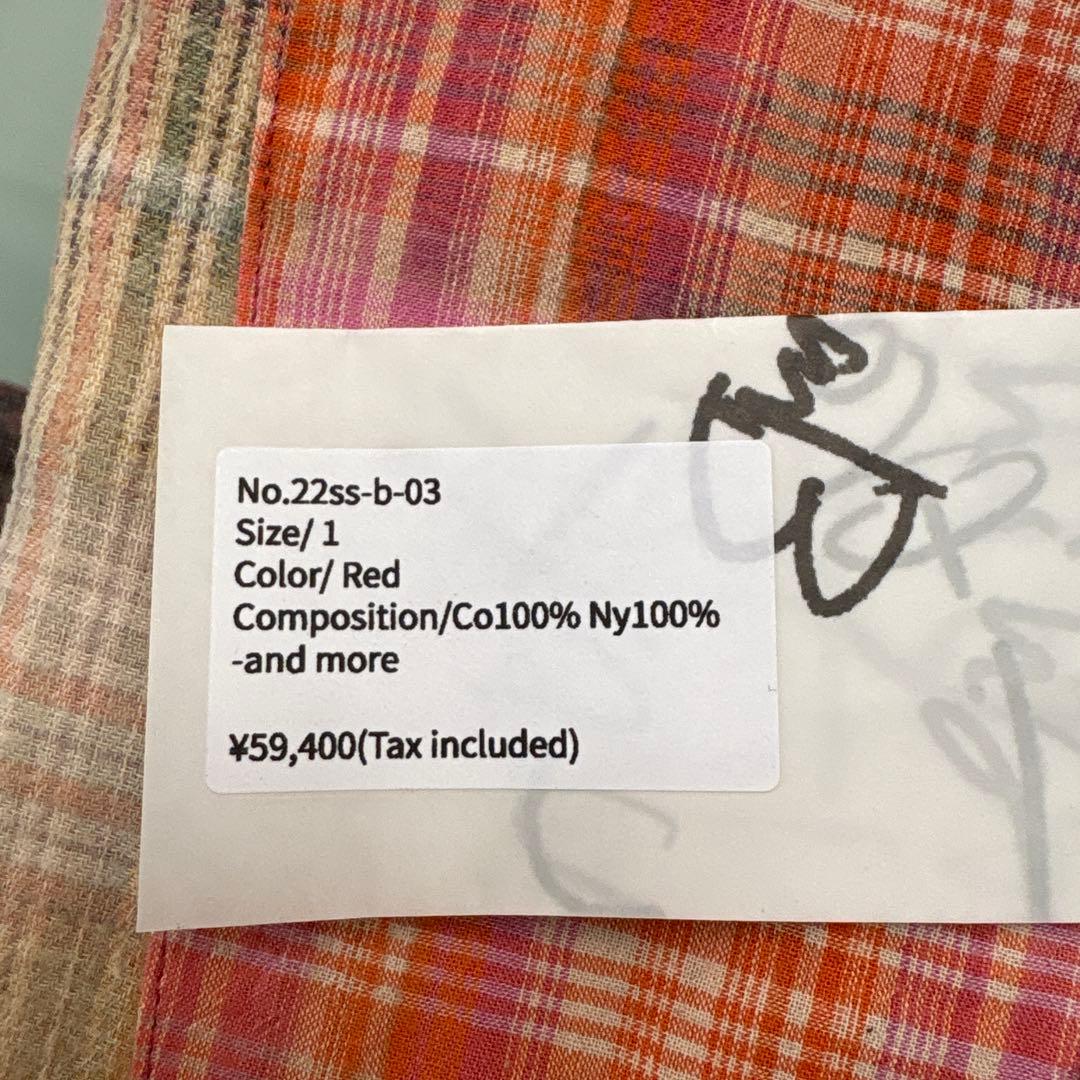 No.22ss-b-03
Size/ 1
Color/ Red
Composition/Co100% Ny100%
-and more
¥59,400(Tax included)